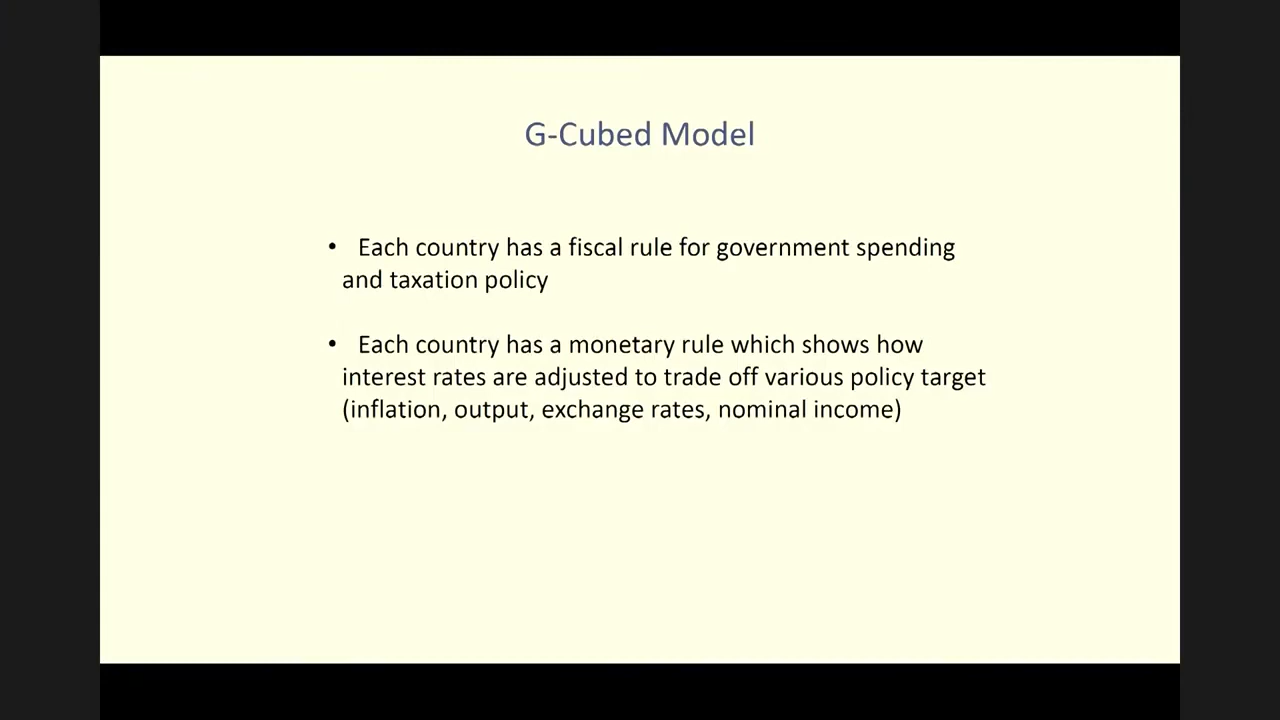 G-Cubed Model
• Each country has a fiscal rule for government spending
and taxation policy
• Each country has a monetary rule which shows how
interest rates are adjusted to trade off various policy target
(inflation, output, exchange rates, nominal income)